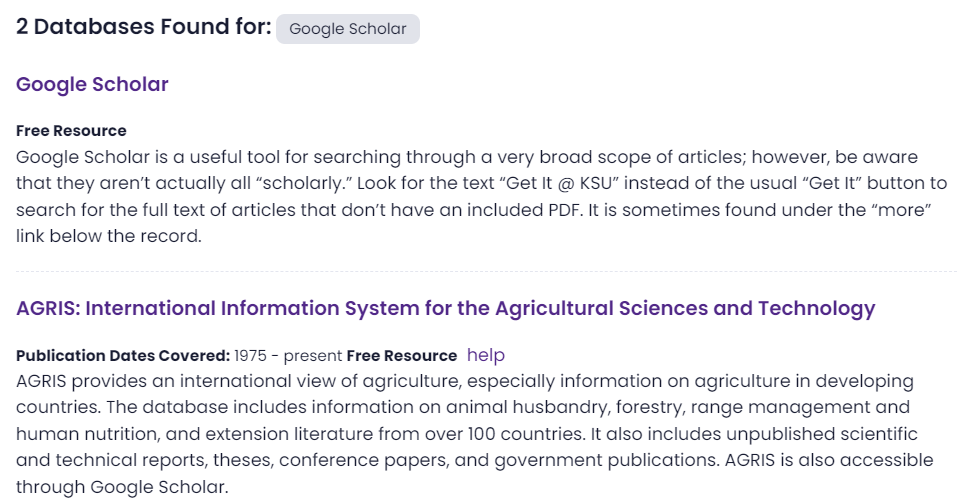 2 Databases Found for: Google Scholar
Google Scholar
Free Resource
Google Scholar is a useful tool for searching through a very broad scope of articles; however, be aware
that they aren’t actually all “scholarly.” Look for the text “Get It @ KSU” instead of the usual “Get It” button to
search for the full text of articles that don’t have an included PDF. It is sometimes found under the “more”
link below the record.
AGRIS: International Information System for the Agricultural Sciences and Technology
Publication Dates Covered: 1975 - present Free Resource help
AGRIS provides an international view of agriculture, especially information on agriculture in developing
countries. The database includes information on animal husbandry, forestry, range management and
human nutrition, and extension literature from over 100 countries. It also includes unpublished scientific
and technical reports, theses, conference papers, and government publications. AGRIS is also accessible
through Google Scholar.